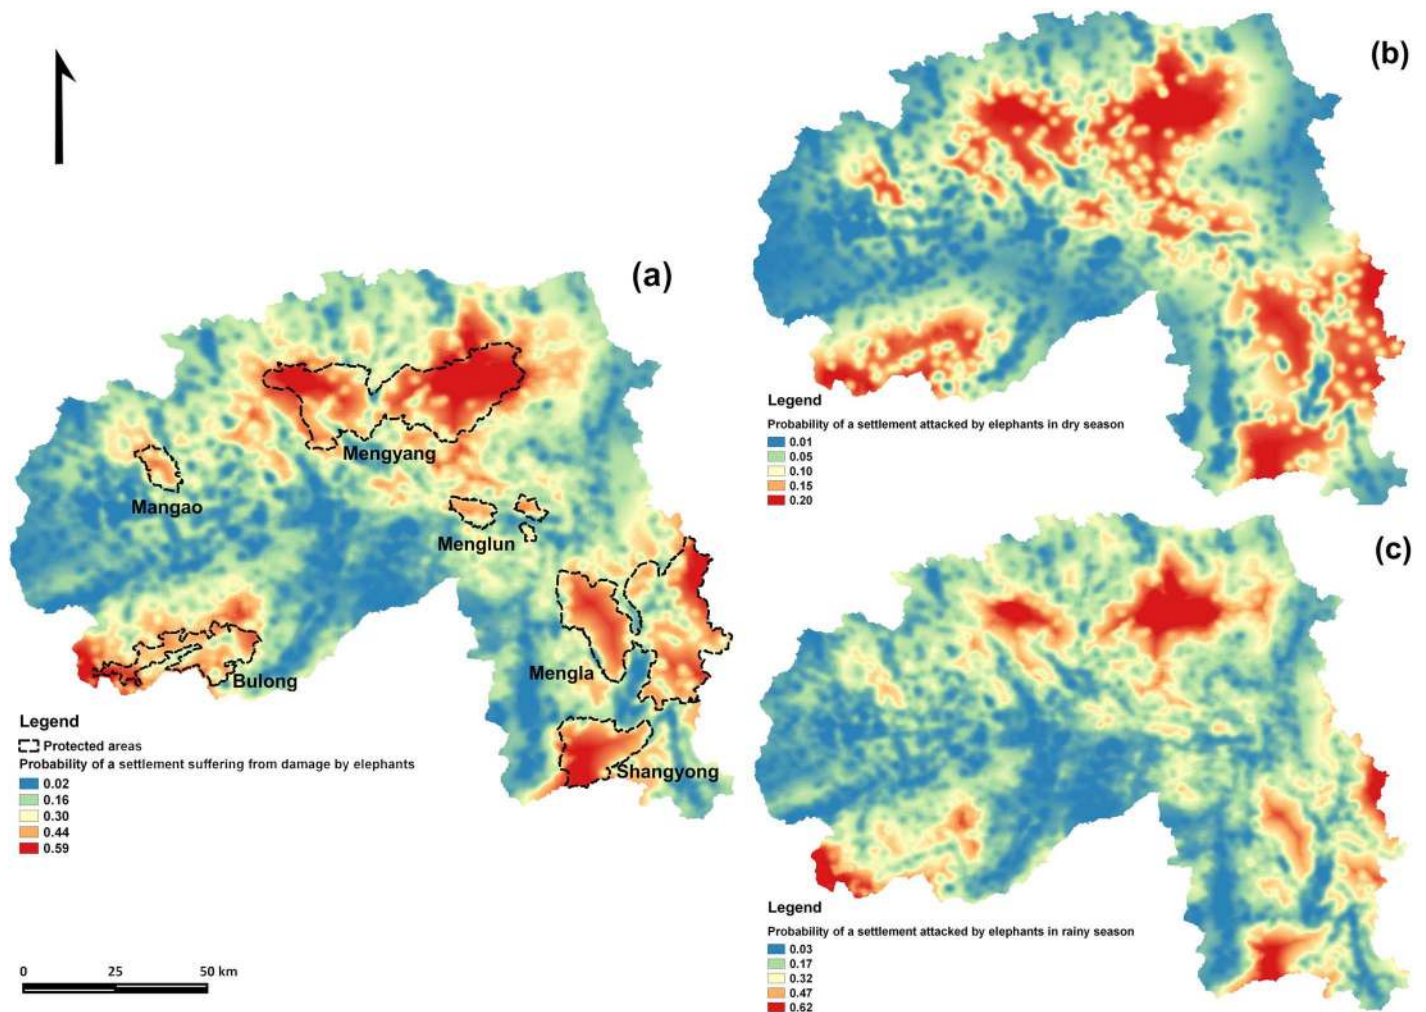 (a)
Mengyang
Mangao
Menglun
Bulong
Mengla
Shangyong
Legend
Protected areas
Probability of a settlement suffering from damage by elephants
0.02
0.16
0.30
0.44
0.59
0 25 50 km
(b)
Legend
Probability of a settlement attacked by elephants in dry season
0.01
0.05
0.10
0.15
0.20
(c)
Legend
Probability of a settlement attacked by elephants in rainy season
0.03
0.17
0.32
0.47
0.62